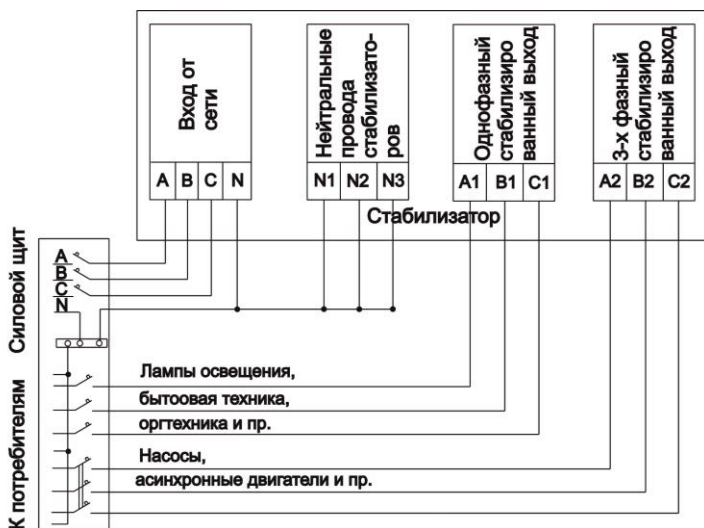 Вход от
сети
Нейтральные
провода
стабилизато-
ров
Однофазный
стабилизиро
ванный выход
3-х фазный
стабилизиро
ванный выход
A B C N
N1 N2 N3
A1 B1 C1
A2 B2 C2
Стабилизатор
Силовой щит
A
B
C
N
Лампы освещения,
бытоовая техника,
оргтехника и пр.
Насосы,
асинхронные двигатели и пр.
К потребителям